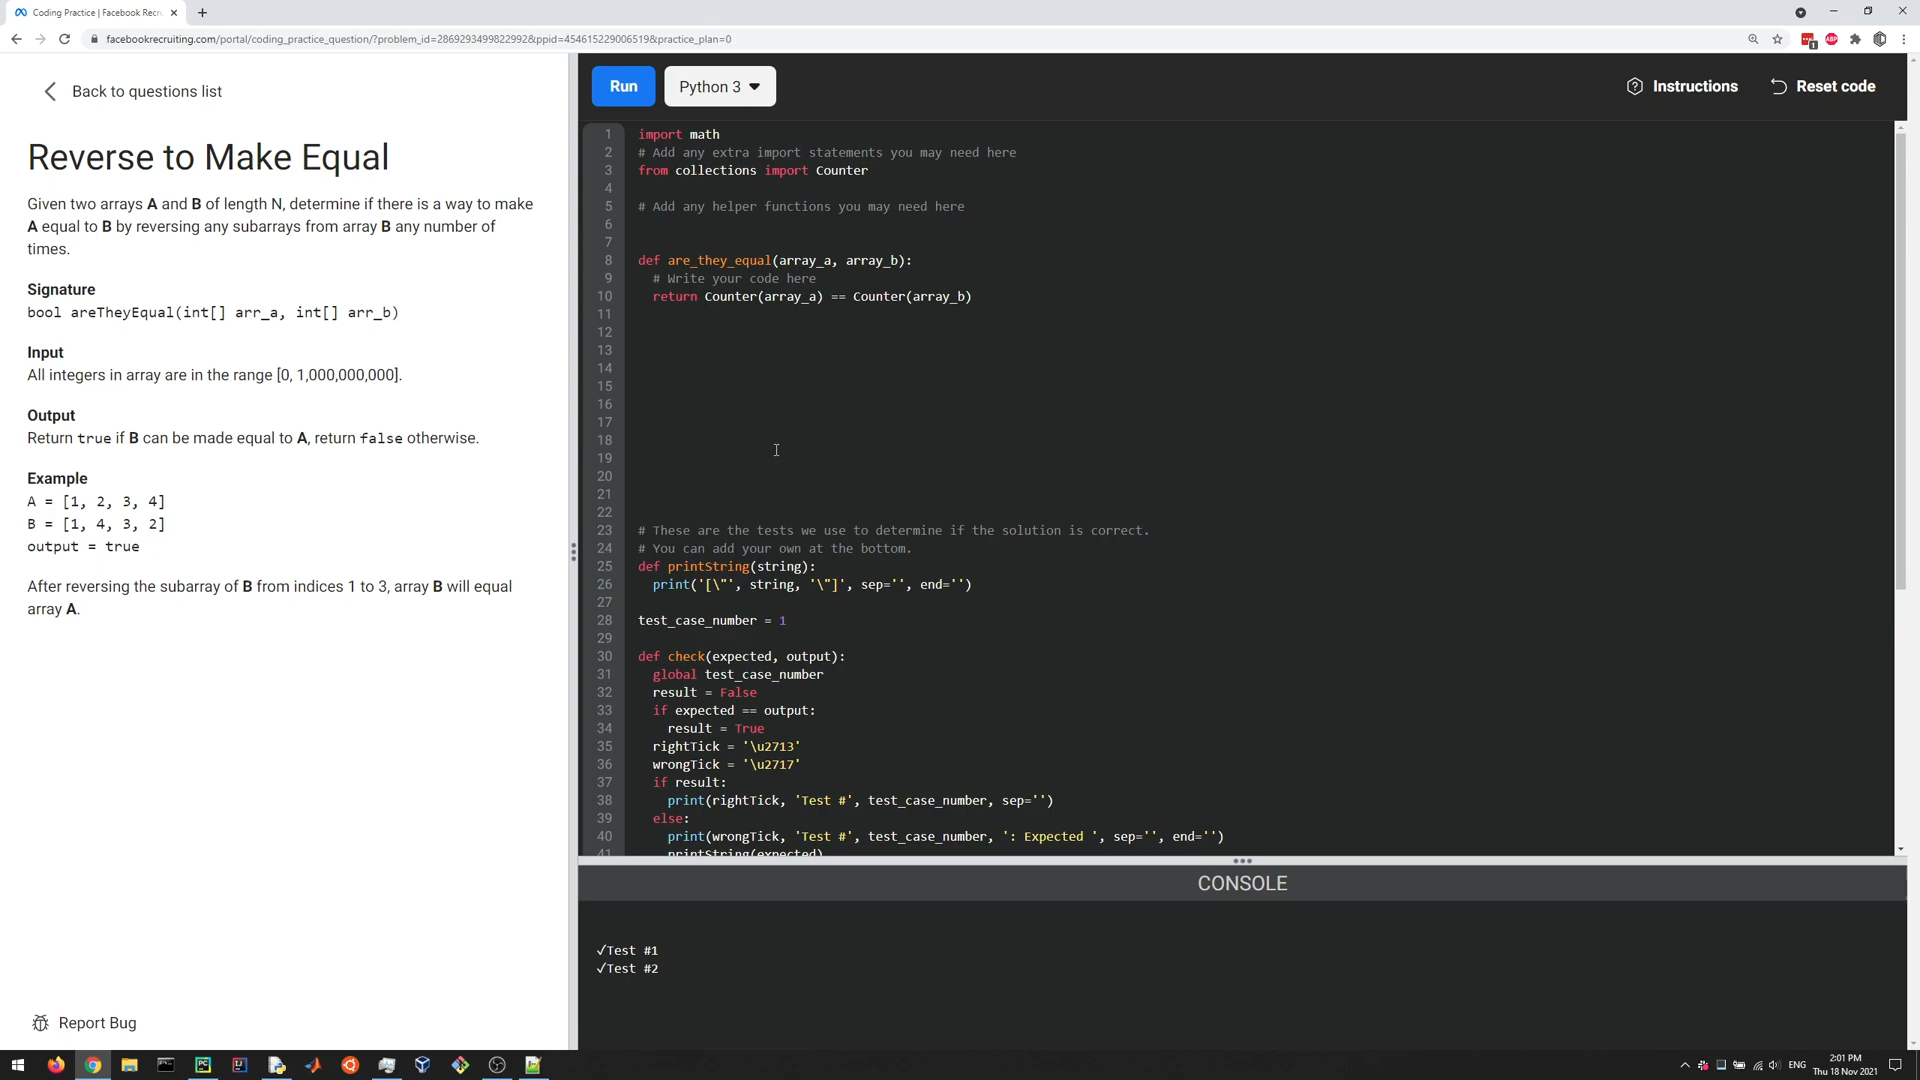 Coding Practice | Facebook Recru
facebookrecruiting.com/portal/coding_practice_question/?problem_id=2869293499822992&ppid=454615229006519&practice_plan=0
1
ABP
Back to questions list
Reverse to Make Equal
Given two arrays A and B of length N, determine if there is a way to make
A equal to B by reversing any subarrays from array B any number of
times.
Signature
bool areTheyEqual(int[] arr_a, int[] arr_b)
Input
All integers in array are in the range [0, 1,000,000,000].
Output
Return true if B can be made equal to A, return false otherwise.
Example
A = [1, 2, 3, 4]
B = [1, 4, 3, 2]
output = true
After reversing the subarray of B from indices 1 to 3, array B will equal
array A.
Report Bug
Run
Python 3
Instructions
Reset code
1 import math
2 # Add any extra import statements you may need here
3 from collections import Counter
4
5 # Add any helper functions you may need here
6
7
8 def are_they_equal(array_a, array_b):
9 # Write your code here
10 return Counter(array_a) == Counter(array_b)
11
12
13
14
15
16
17
18
19
20
21
22
23 # These are the tests we use to determine if the solution is correct.
24 # You can add your own at the bottom.
25 def printString(string):
26 print('[\"', string, '\"]', sep='', end='')
27
28 test_case_number = 1
29
30 def check(expected, output):
31 global test_case_number
32 result = False
33 if expected == output:
34 result = True
35 rightTick = '\u2713'
36 wrongTick = '\u2717'
37 if result:
38 print(rightTick, 'Test #', test_case_number, sep='')
39 else:
40 print(wrongTick, 'Test #', test_case_number, ': Expected ', sep='', end='')
41 printString(expected)
CONSOLE
✓Test #1
✓Test #2
PC
IJ
ENG
2:01 PM
Thu 18 Nov 2021